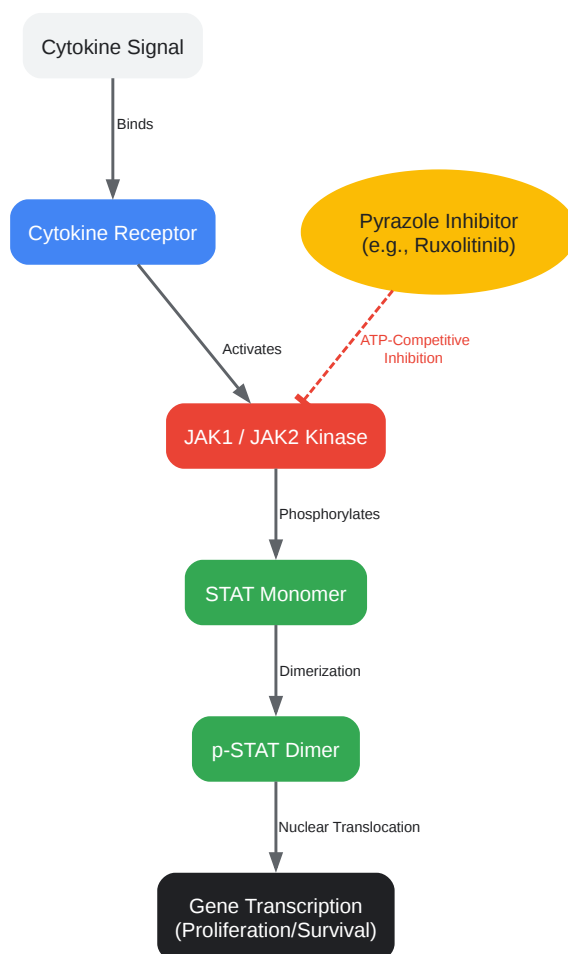 Cytokine Signal
Binds
Cytokine Receptor
Pyrazole Inhibitor
(e.g., Ruxolitinib)
Activates
ATP-Competitive
Inhibition
JAK1 / JAK2 Kinase
Phosphorylates
STAT Monomer
Dimerization
p-STAT Dimer
Nuclear Translocation
Gene Transcription
(Proliferation/Survival)